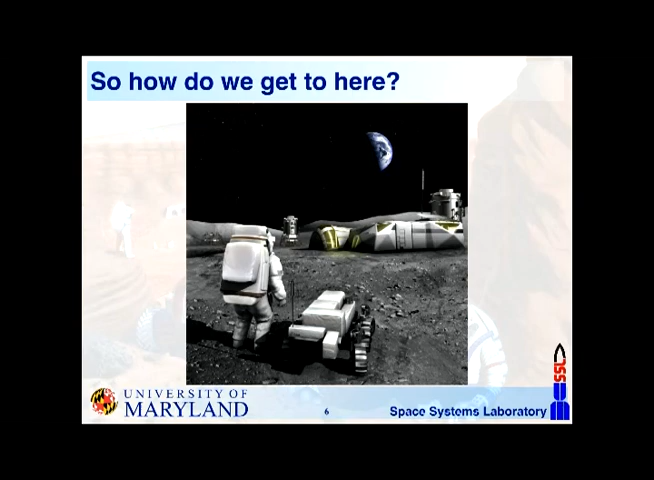 So how do we get to here?
UNIVERSITY OF
MARYLAND
6
Space Systems Laboratory
SSL